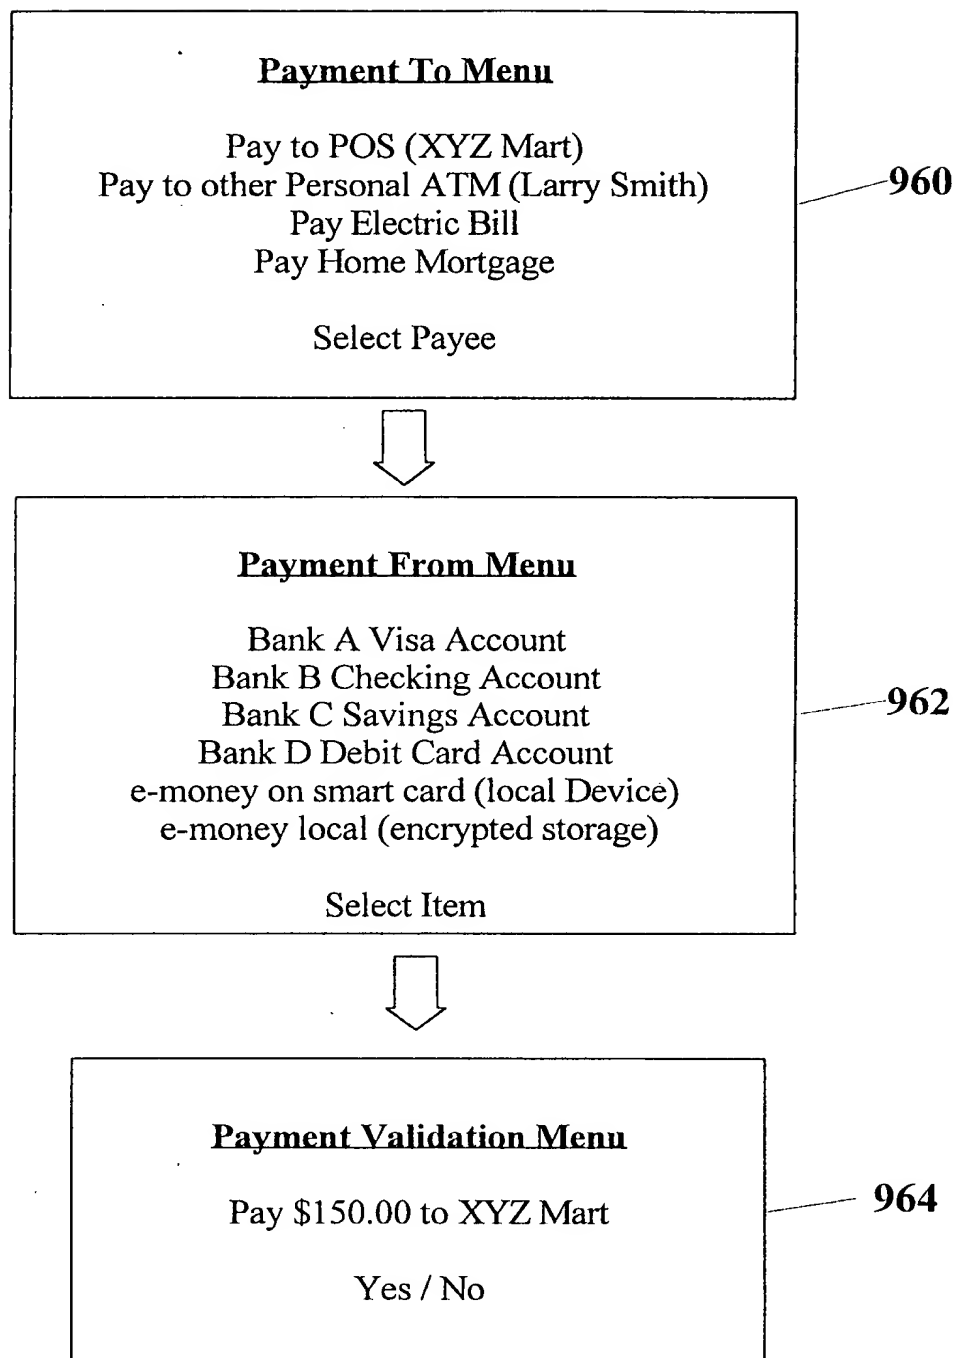 Payment To Menu
Pay to POS (XYZ Mart)
Pay to other Personal ATM (Larry Smith)
Pay Electric Bill
Pay Home Mortgage
Select Payee
960
Payment From Menu
Bank A Visa Account
Bank B Checking Account
Bank C Savings Account
Bank D Debit Card Account
e-money on smart card (local Device)
e-money local (encrypted storage)
Select Item
962
Payment Validation Menu
Pay $150.00 to XYZ Mart
Yes / No
964